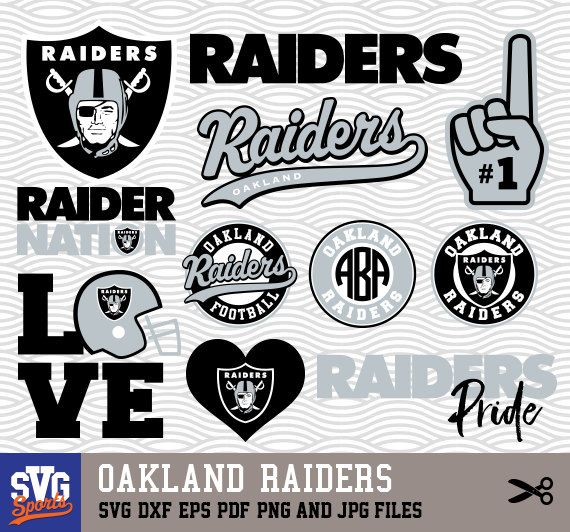 RAIDERS
RAIDERS
Raiders
OAKLAND
#1
RAIDER
NATION
RAIDERS
OAKLAND
Raiders
FOOTBALL
OAKLAND
ABA
RAIDERS
OAKLAND
RAIDERS
RAIDERS
LOVE
RAIDERS
RAIDERS
RAIDERS
Pride
SVG
Sports
OAKLAND RAIDERS
SVG DXF EPS PDF PNG AND JPG FILES